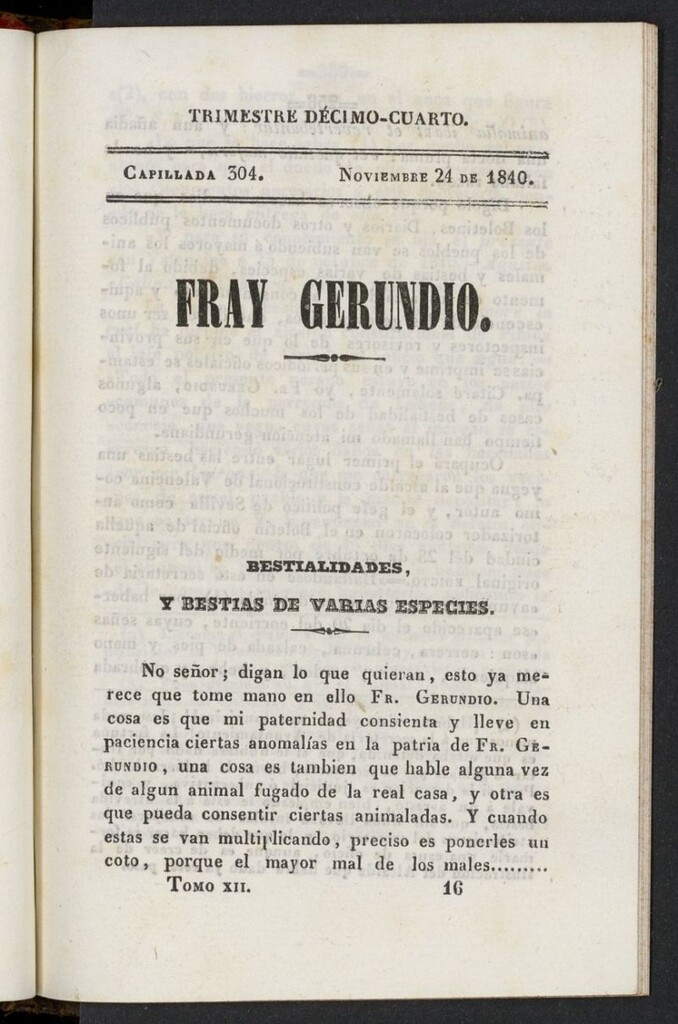 TRIMESTRE DÉCIMO-CUARTO.
CAPILLADA 304. NOVIEMBRE 24 DE 1840.
FRAY GERUNDIO.
BESTIALIDADES,
Y BESTIAS DE VARIAS ESPECIES.
No señor; digan lo que quieran, esto ya me-
rece que tome mano en ello FR. GERUNDIO. Una
cosa es que mi paternidad consienta y lleve en
paciencia ciertas anomalías en la patria de FR. GE-
RUNDIO, una cosa es tambien que hable alguna vez
de algun animal fugado de la real casa, y otra es
que pueda consentir ciertas animaladas. Y cuando
estas se van multiplicando, preciso es ponerles un
coto, porque el mayor mal de los males.........
TOMO XII. 16